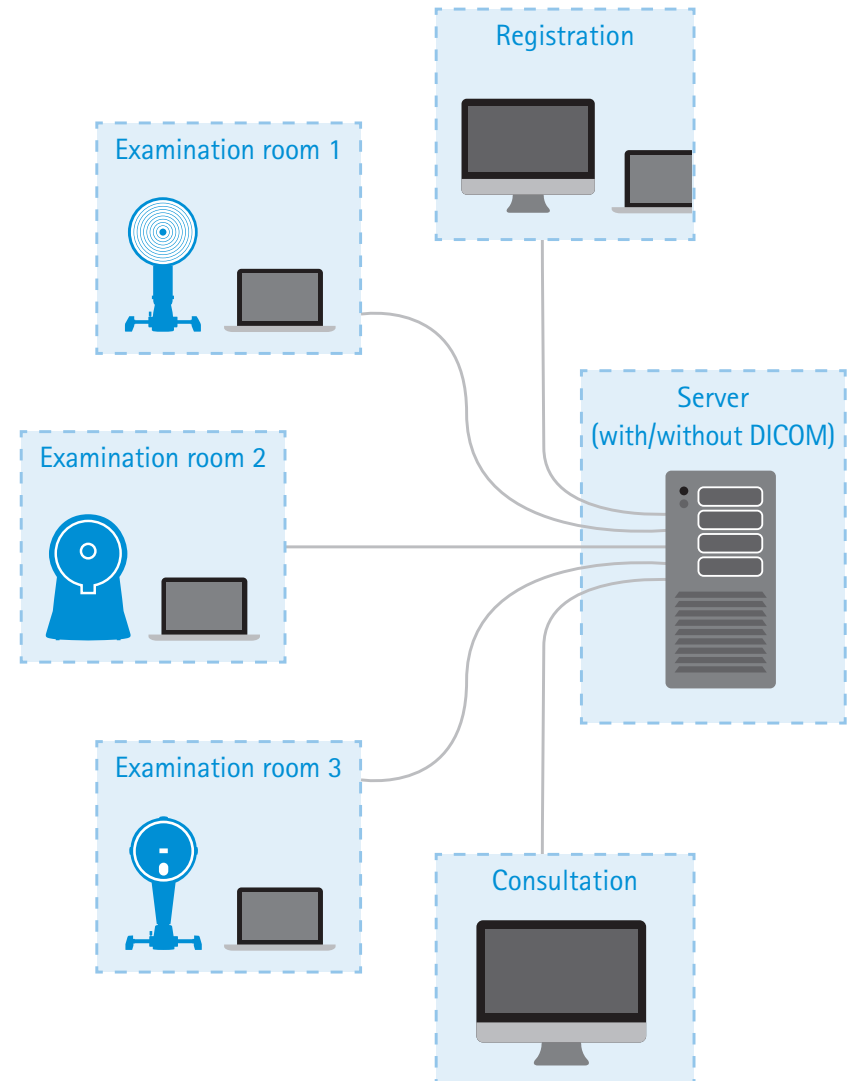 Registration
Examination room 1
Server
(with/without DICOM)
Examination room 2
Examination room 3
Consultation